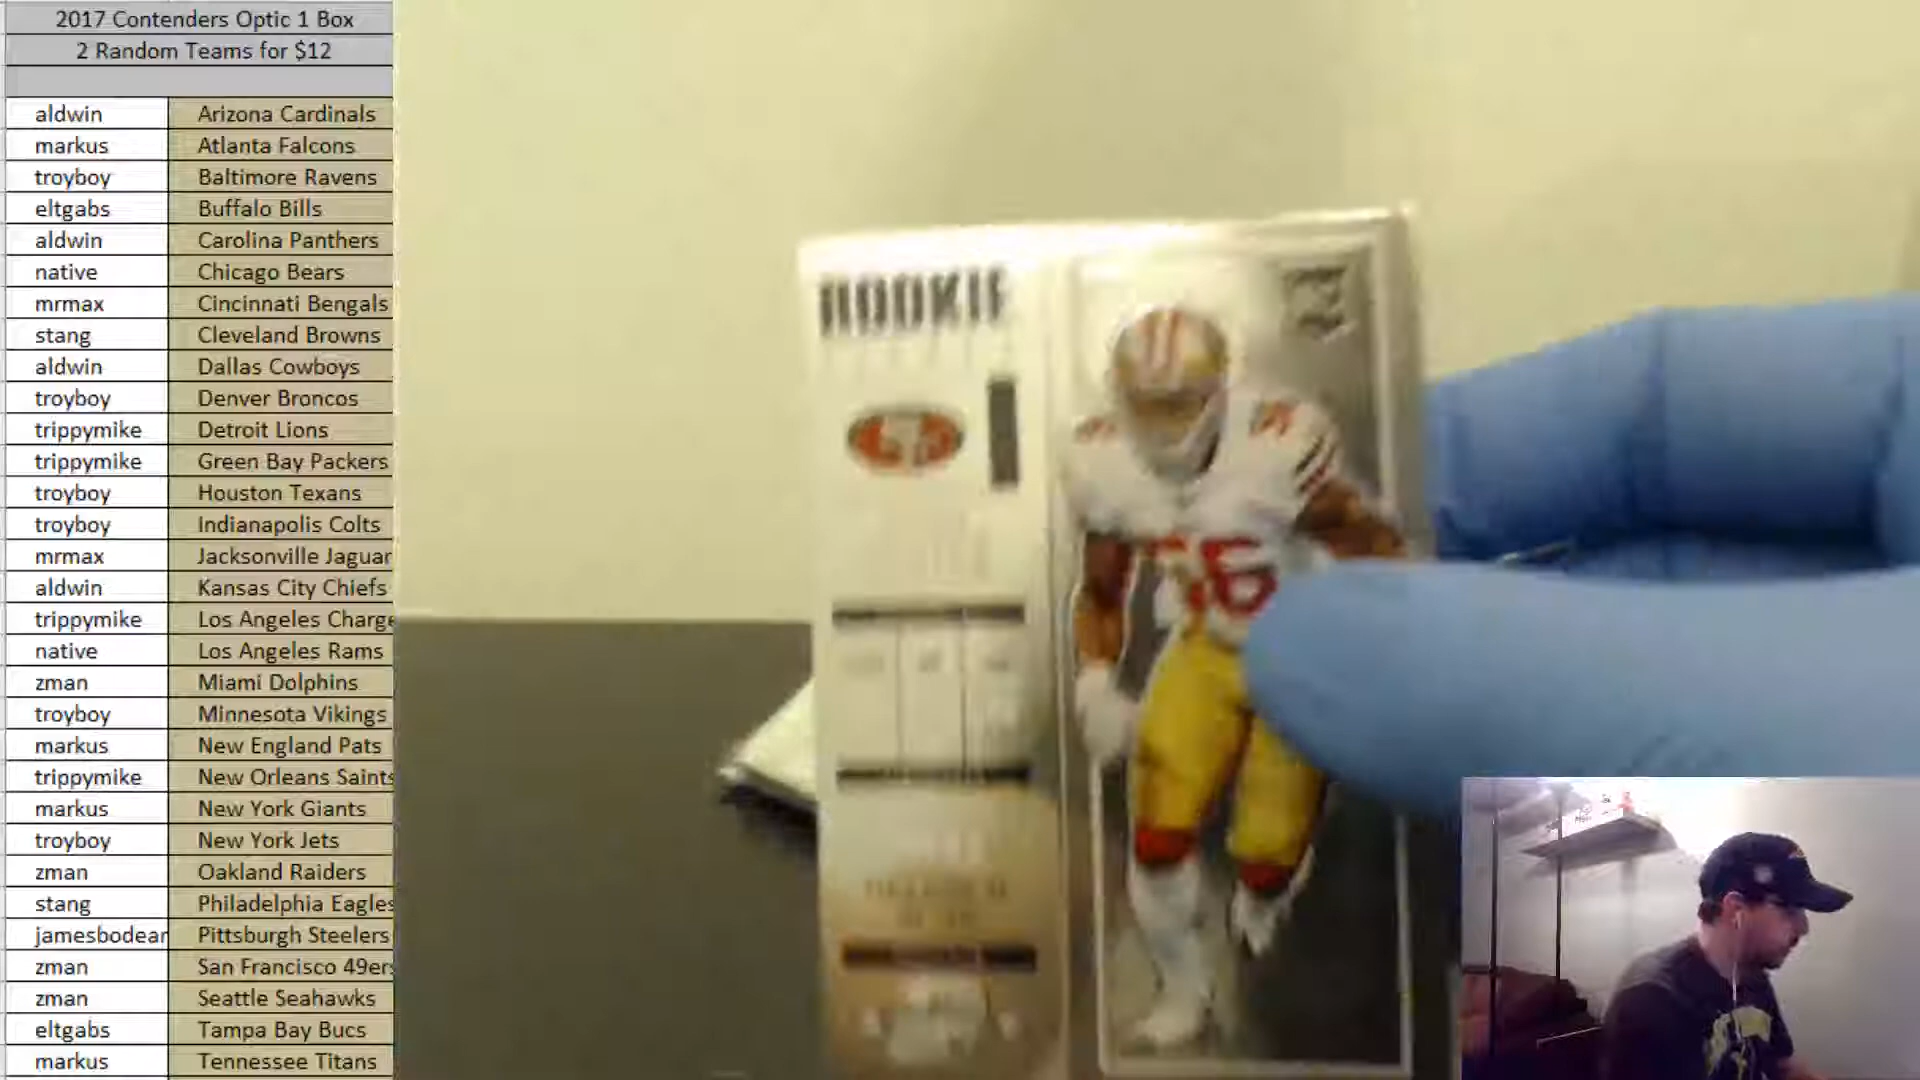 2017 Contenders Optic 1 Box
2 Random Teams for $12
aldwin Arizona Cardinals
markus Atlanta Falcons
troyboy Baltimore Ravens
eltgabs Buffalo Bills
aldwin Carolina Panthers
native Chicago Bears
mrmax Cincinnati Bengals
stang Cleveland Browns
aldwin Dallas Cowboys
troyboy Denver Broncos
trippymike Detroit Lions
trippymike Green Bay Packers
troyboy Houston Texans
troyboy Indianapolis Colts
mrmax Jacksonville Jaguar
aldwin Kansas City Chiefs
trippymike Los Angeles Charge
native Los Angeles Rams
zman Miami Dolphins
troyboy Minnesota Vikings
markus New England Pats
trippymike New Orleans Saints
markus New York Giants
troyboy New York Jets
zman Oakland Raiders
stang Philadelphia Eagles
jamesbodear Pittsburgh Steelers
zman San Francisco 49ers
zman Seattle Seahawks
eltgabs Tampa Bay Bucs
markus Tennessee Titans
ROOKIE
56